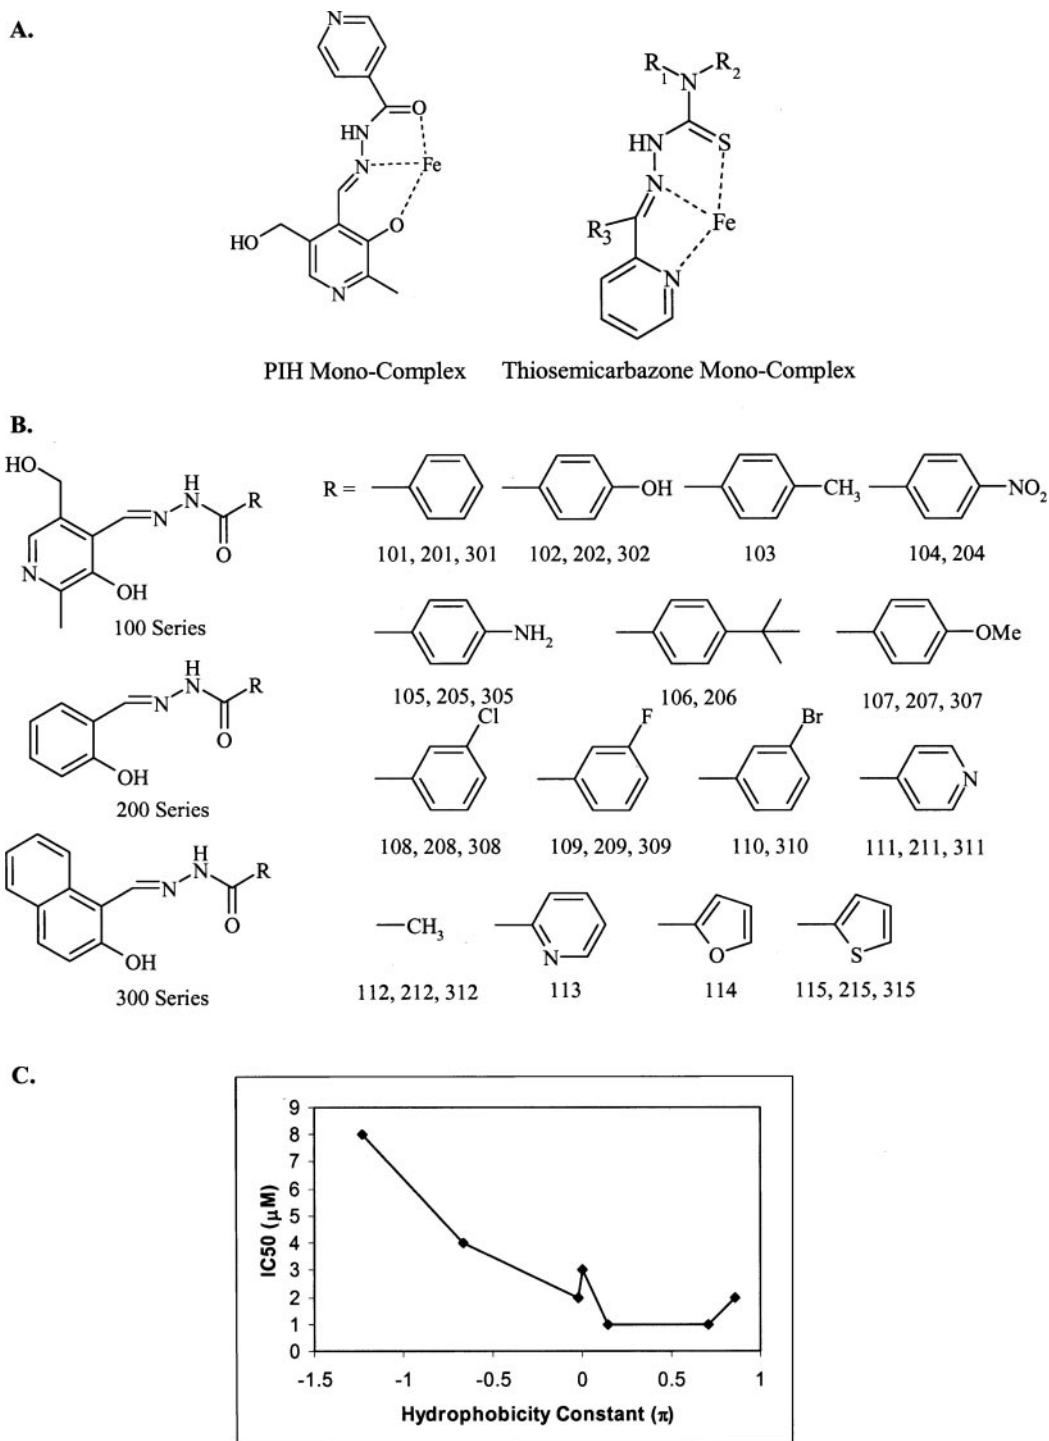 A.
N
O
HN
N
Fe
O
HO
N
PIH Mono-Complex
R1 R2
N
HN
S
N
Fe
R3
N
Thiosemicarbazone Mono-Complex
B.
HO
H
N
N
R
O
N
OH
100 Series
H
N
N
R
O
OH
200 Series
H
N
N
R
O
OH
300 Series
R =
OH
CH3
NO2
101, 201, 301
102, 202, 302
103
104, 204
NH2
OMe
105, 205, 305
106, 206
107, 207, 307
Cl
F
Br
N
108, 208, 308
109, 209, 309
110, 310
111, 211, 311
CH3
N
O
S
112, 212, 312
113
114
115, 215, 315
C.
IC50 (μM)
9
8
7
6
5
4
3
2
1
0
-1.5 -1 -0.5 0 0.5 1
Hydrophobicity Constant (π)